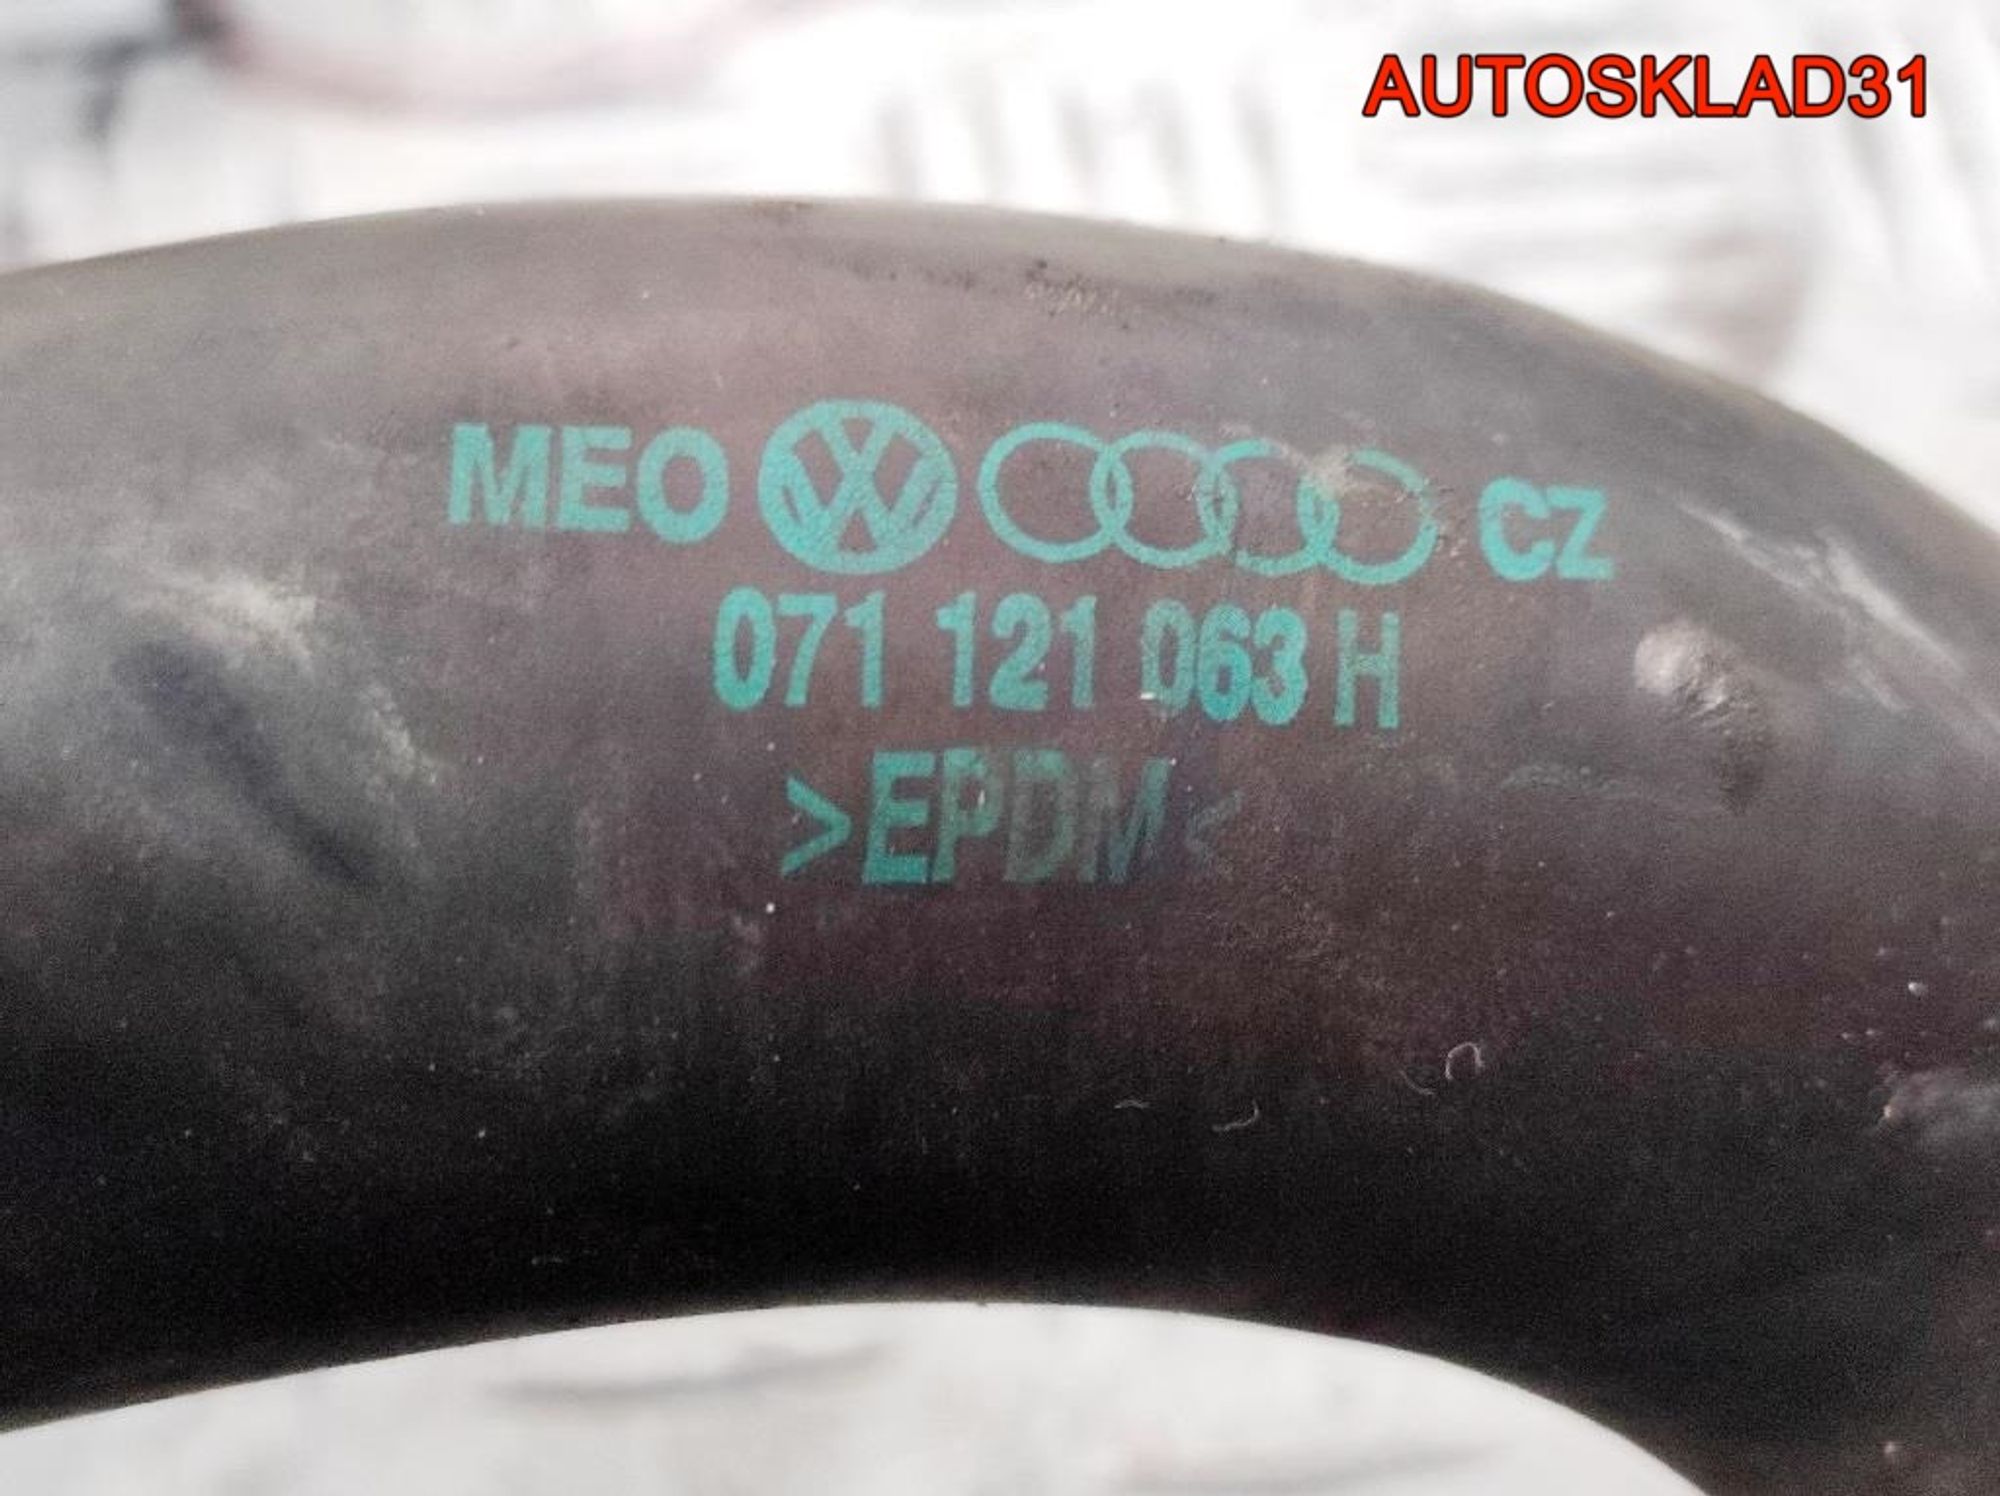 AUTOSKLAD31
MEO CZ
071 121 063 H
>EPDM<